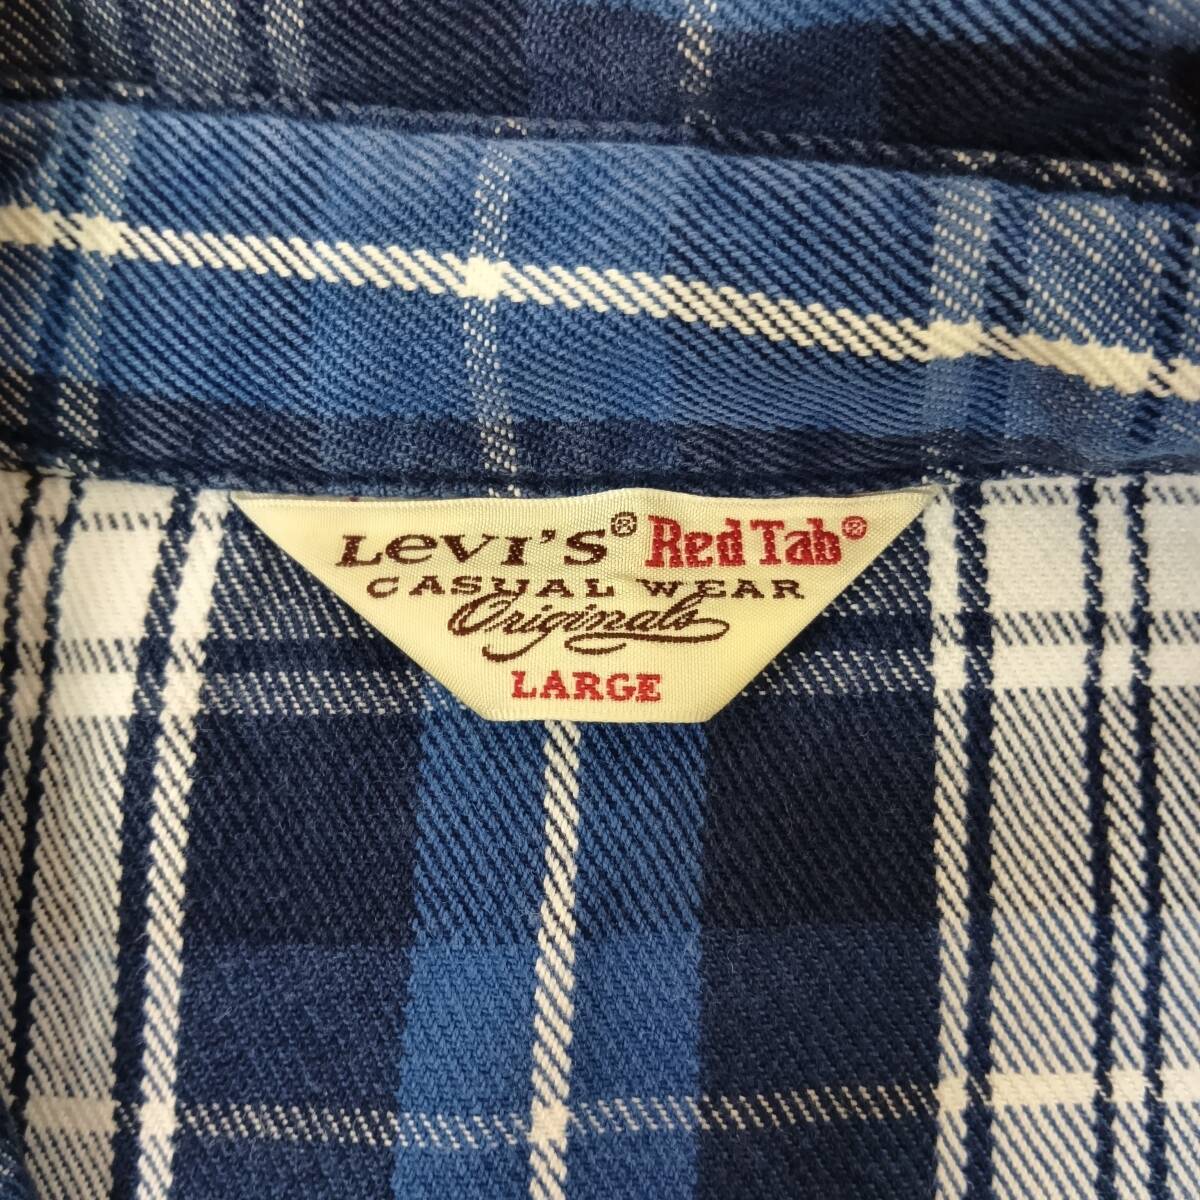 LeVI'S® Red Tab®
CASUAL WEAR
Originals
LARGE